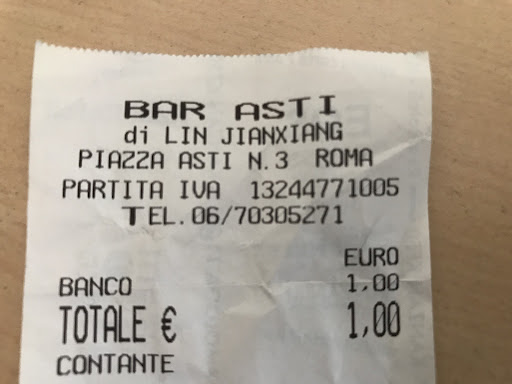 BAR ASTI
di LIN JIANXIANG
PIAZZA ASTI N.3 ROMA
PARTITA IVA 13244771005
TEL.06/70305271
EURO
BANCO 1,00
TOTALE € 1,00
CONTANTE